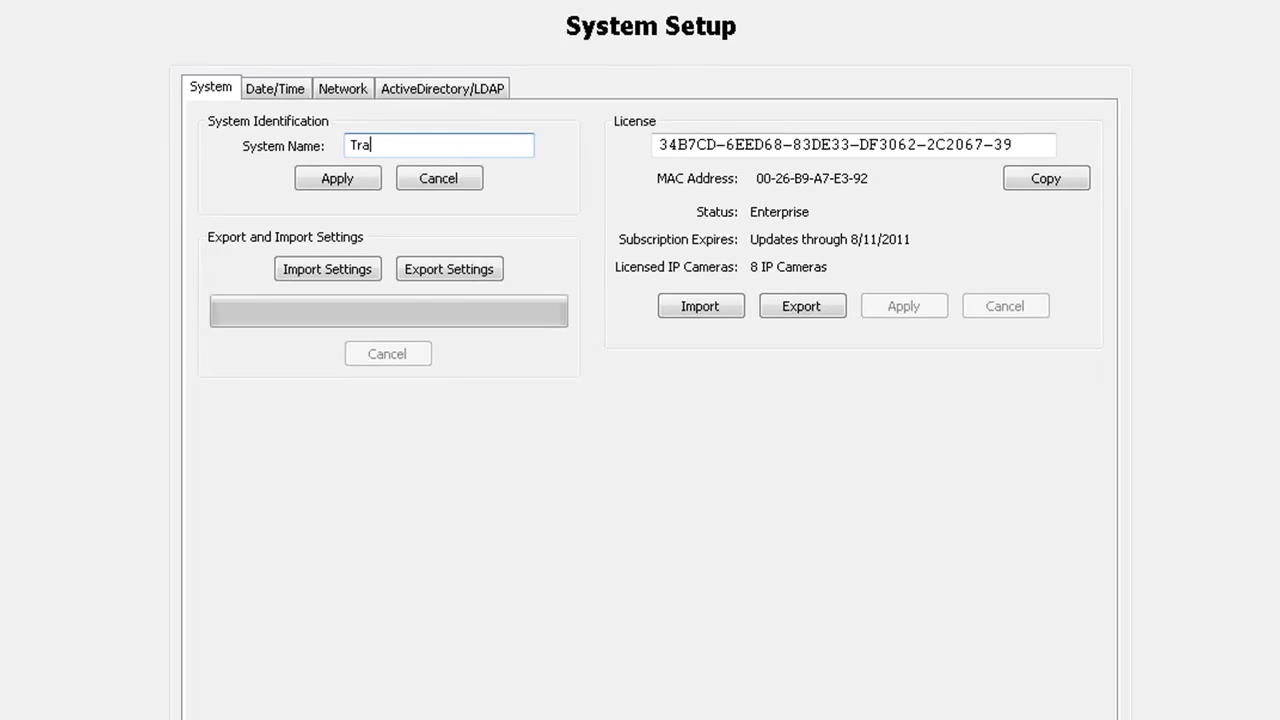 System Setup
System Date/Time Network ActiveDirectory/LDAP
System Identification
System Name: Tra
Apply Cancel
Export and Import Settings
Import Settings Export Settings
Cancel
License
34B7CD-6EED68-83DE33-DF3062-2C2067-39
MAC Address: 00-26-B9-A7-E3-92 Copy
Status: Enterprise
Subscription Expires: Updates through 8/11/2011
Licensed IP Cameras: 8 IP Cameras
Import Export Apply Cancel